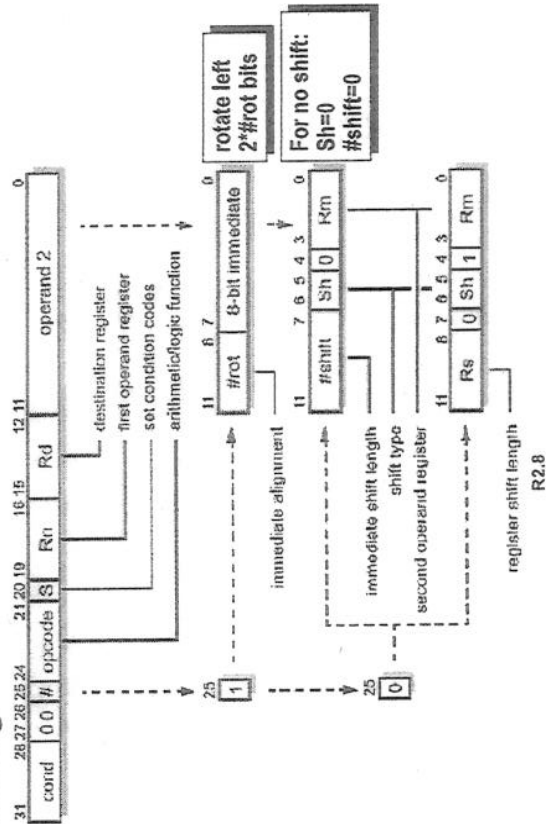 31 28 27 26 25 24 21 20 19 16 15 12 11 0
cond 0 0 # opcode S Rn Rd operand 2
destination register
first operand register
set condition codes
arithmetic/logic function
25
1
11 8 7 0
#rot 8-bit immediate
rotate left
2*#rot bits
immediate alignment
25
0
11 7 6 5 4 3 0
#shift Sh 0 Rm
For no shift:
Sh=0
#shift=0
immediate shift length
shift type
second operand register
11 8 7 6 5 4 3 0
Rs 0 Sh 1 Rm
register shift length
R2.8